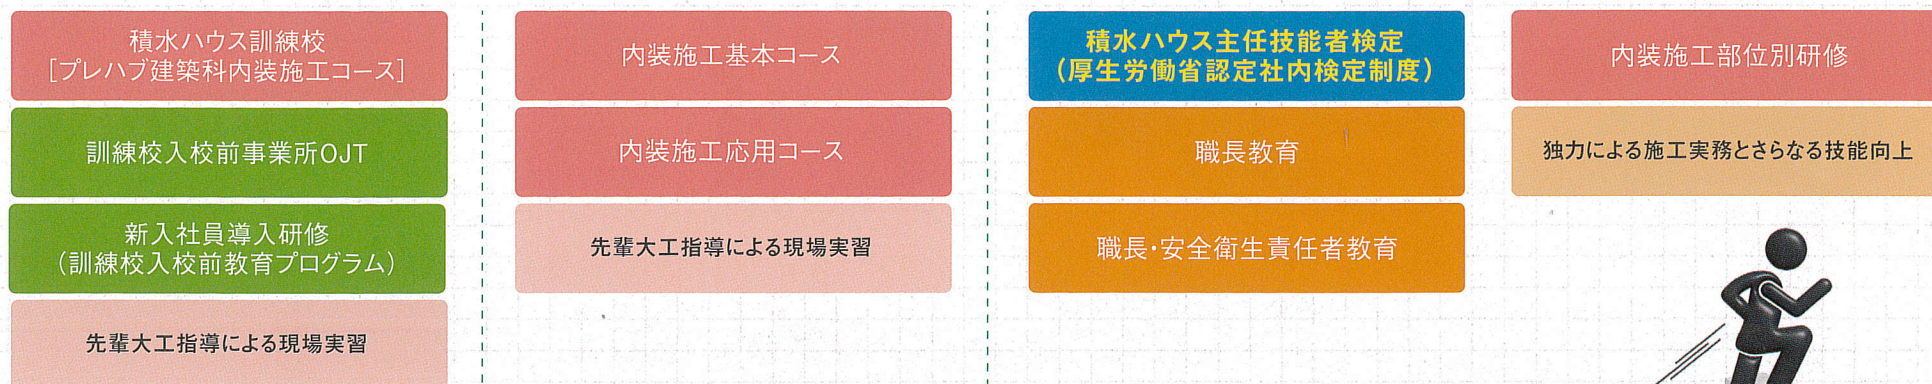 積水ハウス訓練校
[プレハブ建築科内装施工コース]
訓練校入校前事業所OJT
新入社員導入研修
(訓練校入校前教育プログラム)
先輩大工指導による現場実習
内装施工基本コース
内装施工応用コース
先輩大工指導による現場実習
積水ハウス主任技能者検定
(厚生労働省認定社内検定制度)
職長教育
職長・安全衛生責任者教育
内装施工部位別研修
独力による施工実務とさらなる技能向上